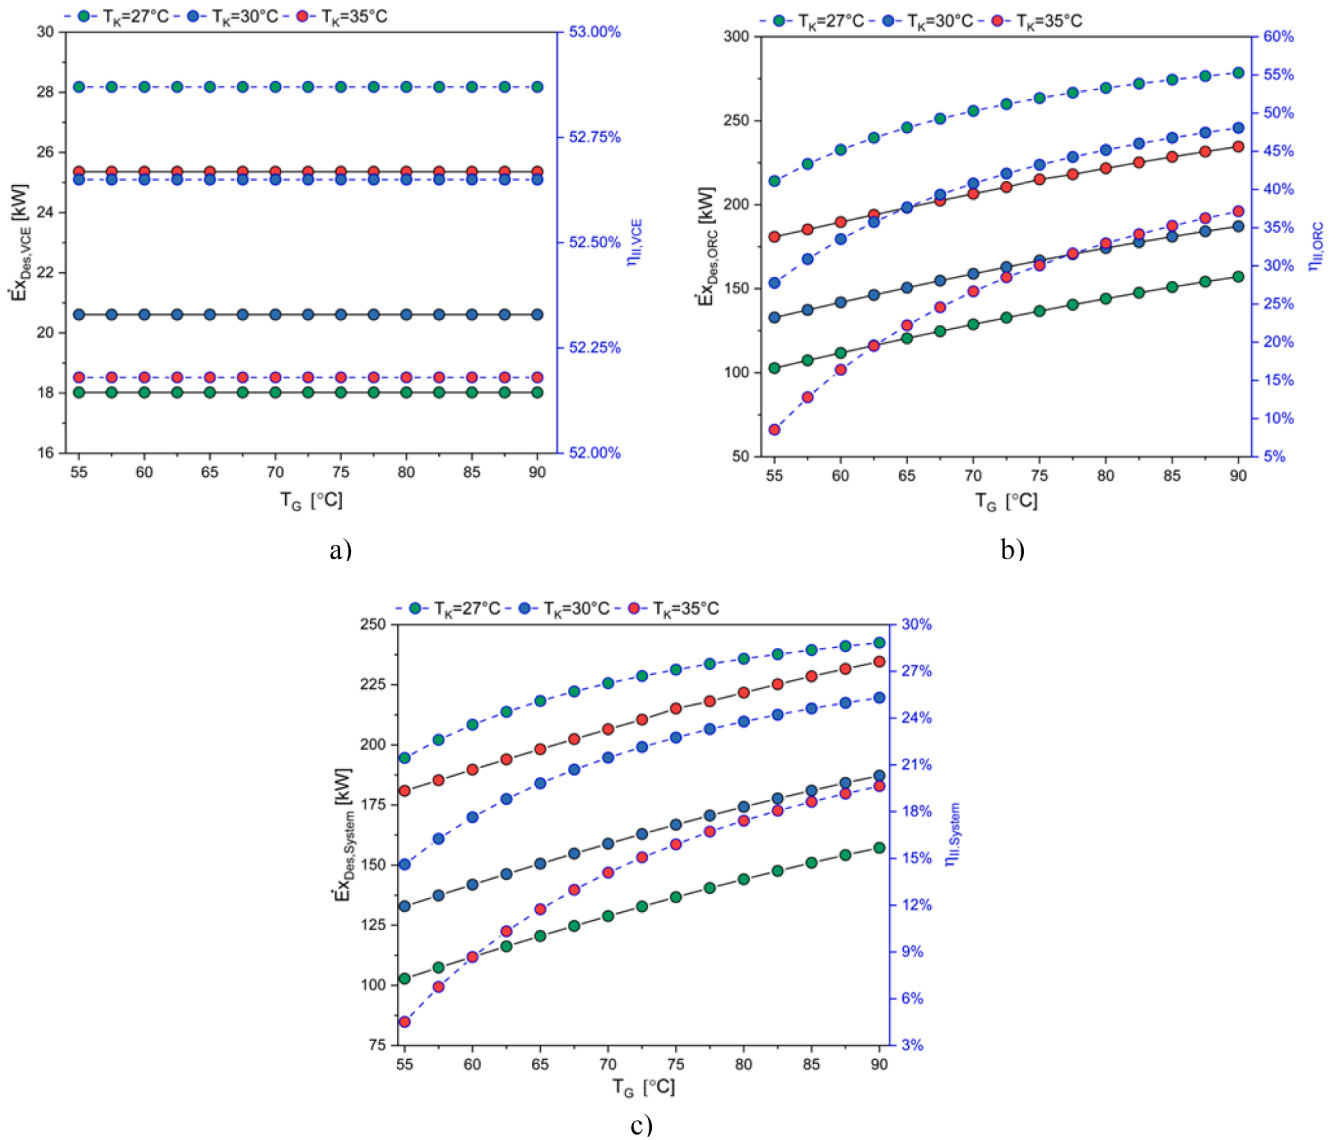 T_K=27°C T_K=30°C T_K=35°C
30
28
26
24
22
20
18
16
Ėx_Des,VCE [kW]
53.00%
52.75%
52.50%
52.25%
52.00%
η_II,VCE
55 60 65 70 75 80 85 90
T_G [°C]
a)
T_K=27°C T_K=30°C T_K=35°C
300
250
200
150
100
50
Ėx_Des,ORC [kW]
60%
55%
50%
45%
40%
35%
30%
25%
20%
15%
10%
5%
η_II,ORC
55 60 65 70 75 80 85 90
T_G [°C]
b)
T_K=27°C T_K=30°C T_K=35°C
250
225
200
175
150
125
100
75
Ėx_Des,System [kW]
30%
27%
24%
21%
18%
15%
12%
9%
6%
3%
η_II,System
55 60 65 70 75 80 85 90
T_G [°C]
c)